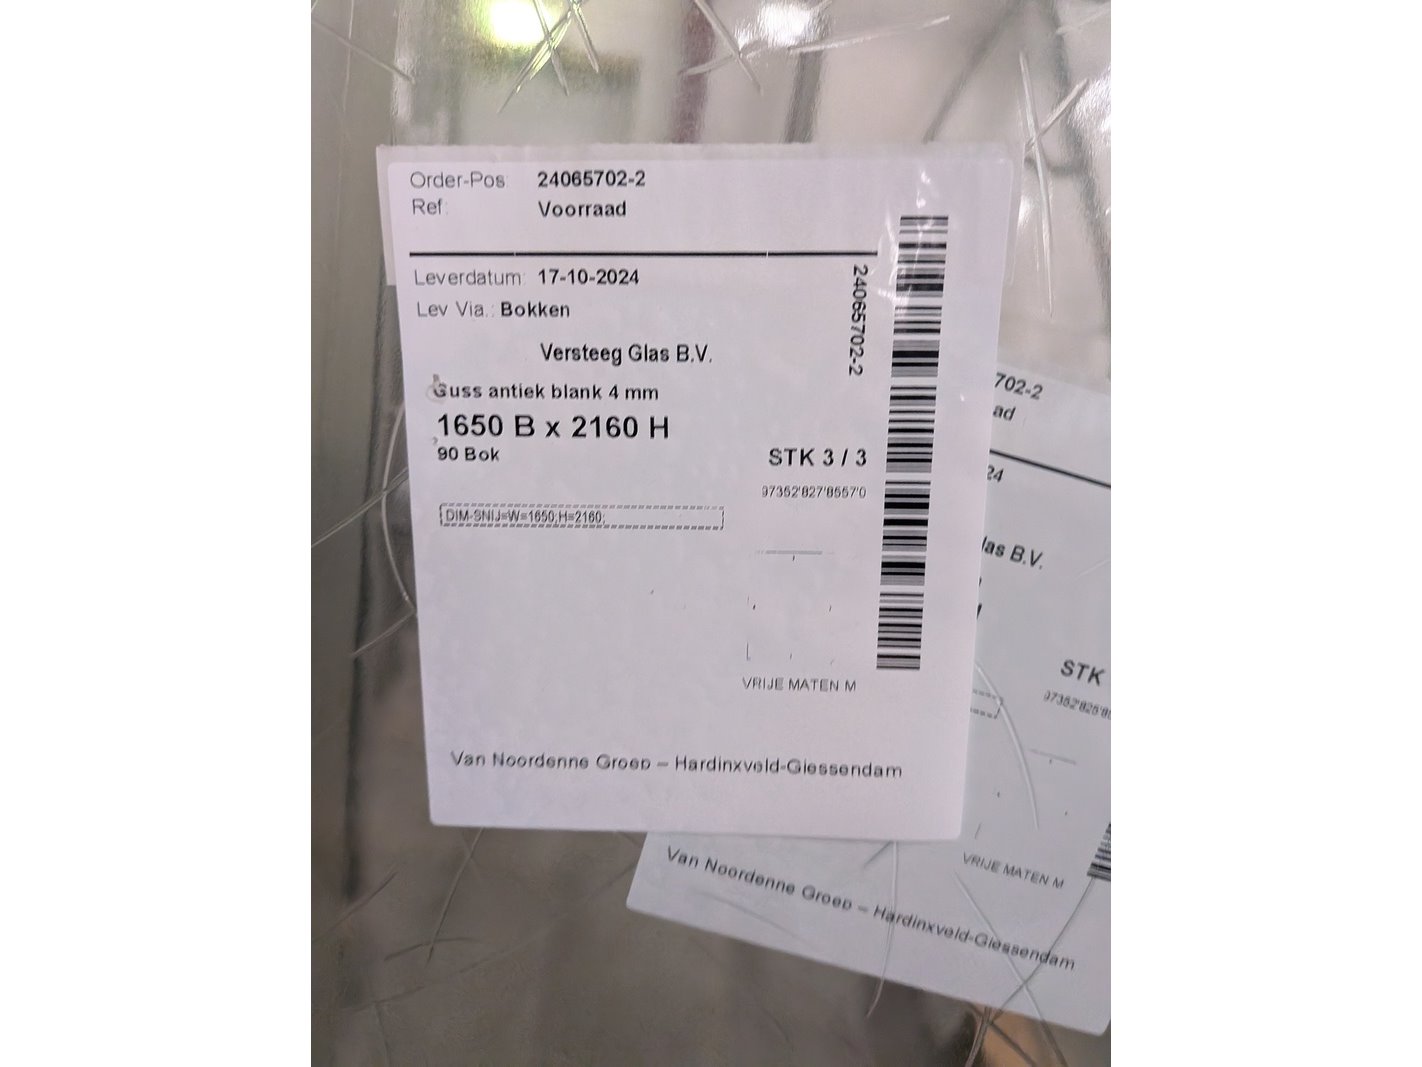 Order-Pos: 24065702-2
Ref: Voorraad
Leverdatum: 17-10-2024
Lev Via.: Bokken
Versteeg Glas B.V.
Guss antiek blank 4 mm
1650 B x 2160 H
90 Bok
STK 3 / 3
97352'827'8557'0
DIM-SNIJ=W=1650;H=2160;
24065702-2
VRIJE MATEN M
Van Noordenne Groep – Hardinxveld-Giessendam
702-2
ad
24
las B.V.
STK
VRIJE MATEN M
Van Noordenne Groep – Hardinxveld-Giessendam